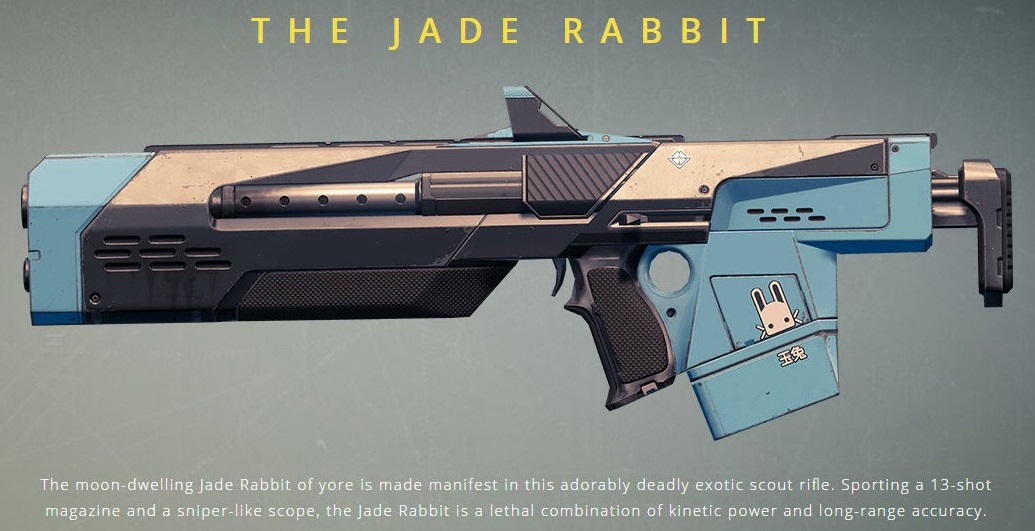 THE JADE RABBIT
玉兔
The moon-dwelling Jade Rabbit of yore is made manifest in this adorably deadly exotic scout rifle. Sporting a 13-shot
magazine and a sniper-like scope, the Jade Rabbit is a lethal combination of kinetic power and long-range accuracy.